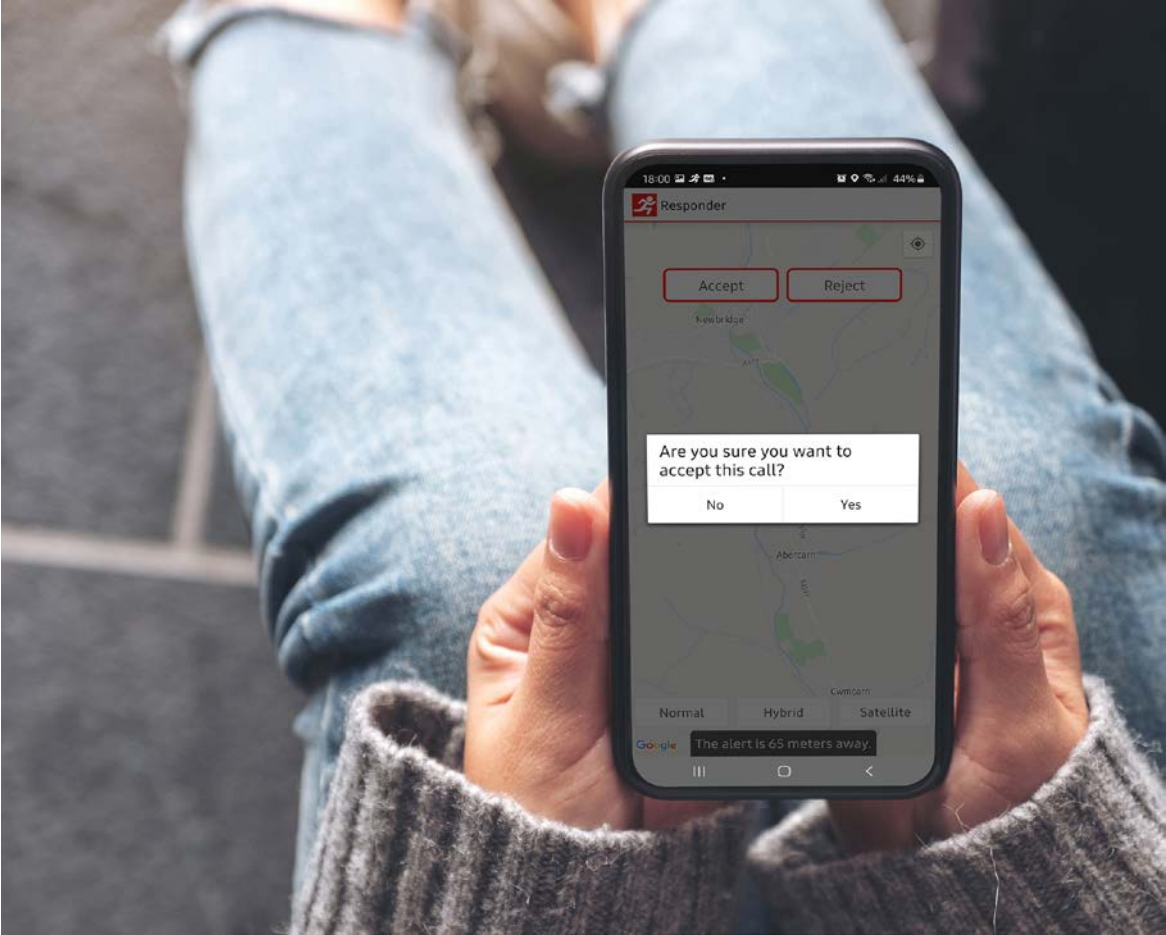 18:00
44%
Responder
Accept
Reject
Newbridge
Are you sure you want to
accept this call?
No
Yes
Abercarn
Cwmcarn
Normal
Hybrid
Satellite
Google
The alert is 65 meters away.